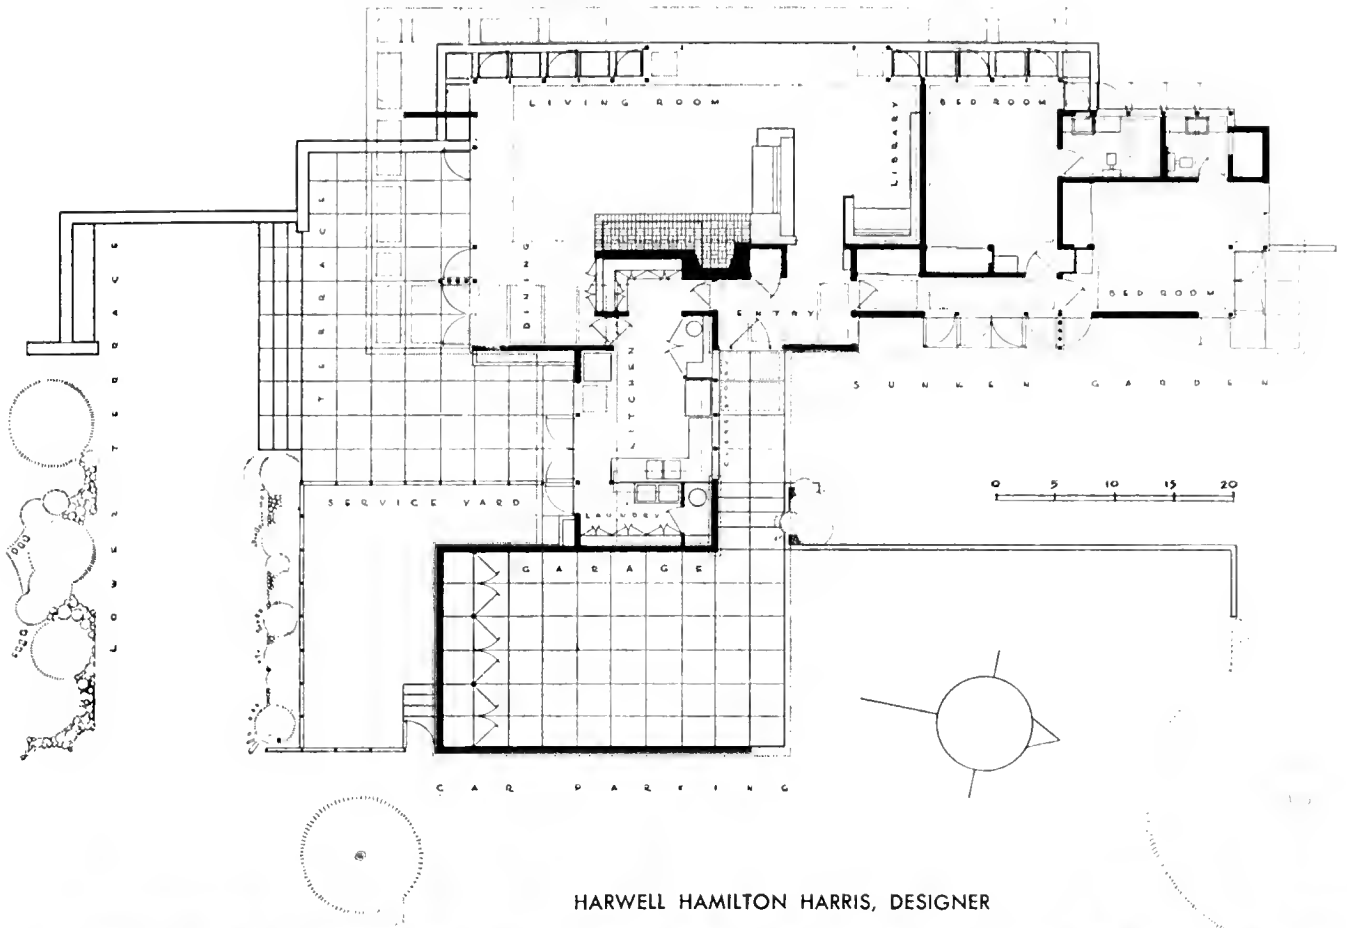 LIVING ROOM
LIBRARY
BED ROOM
TERRACE
LOWER TERRACE
DINING
ENTRY
BED ROOM
KITCHEN
SUNKEN GARDEN
SERVICE YARD
LAUNDRY
0 5 10 15 20
GARAGE
CAR PARKING
HARWELL HAMILTON HARRIS, DESIGNER